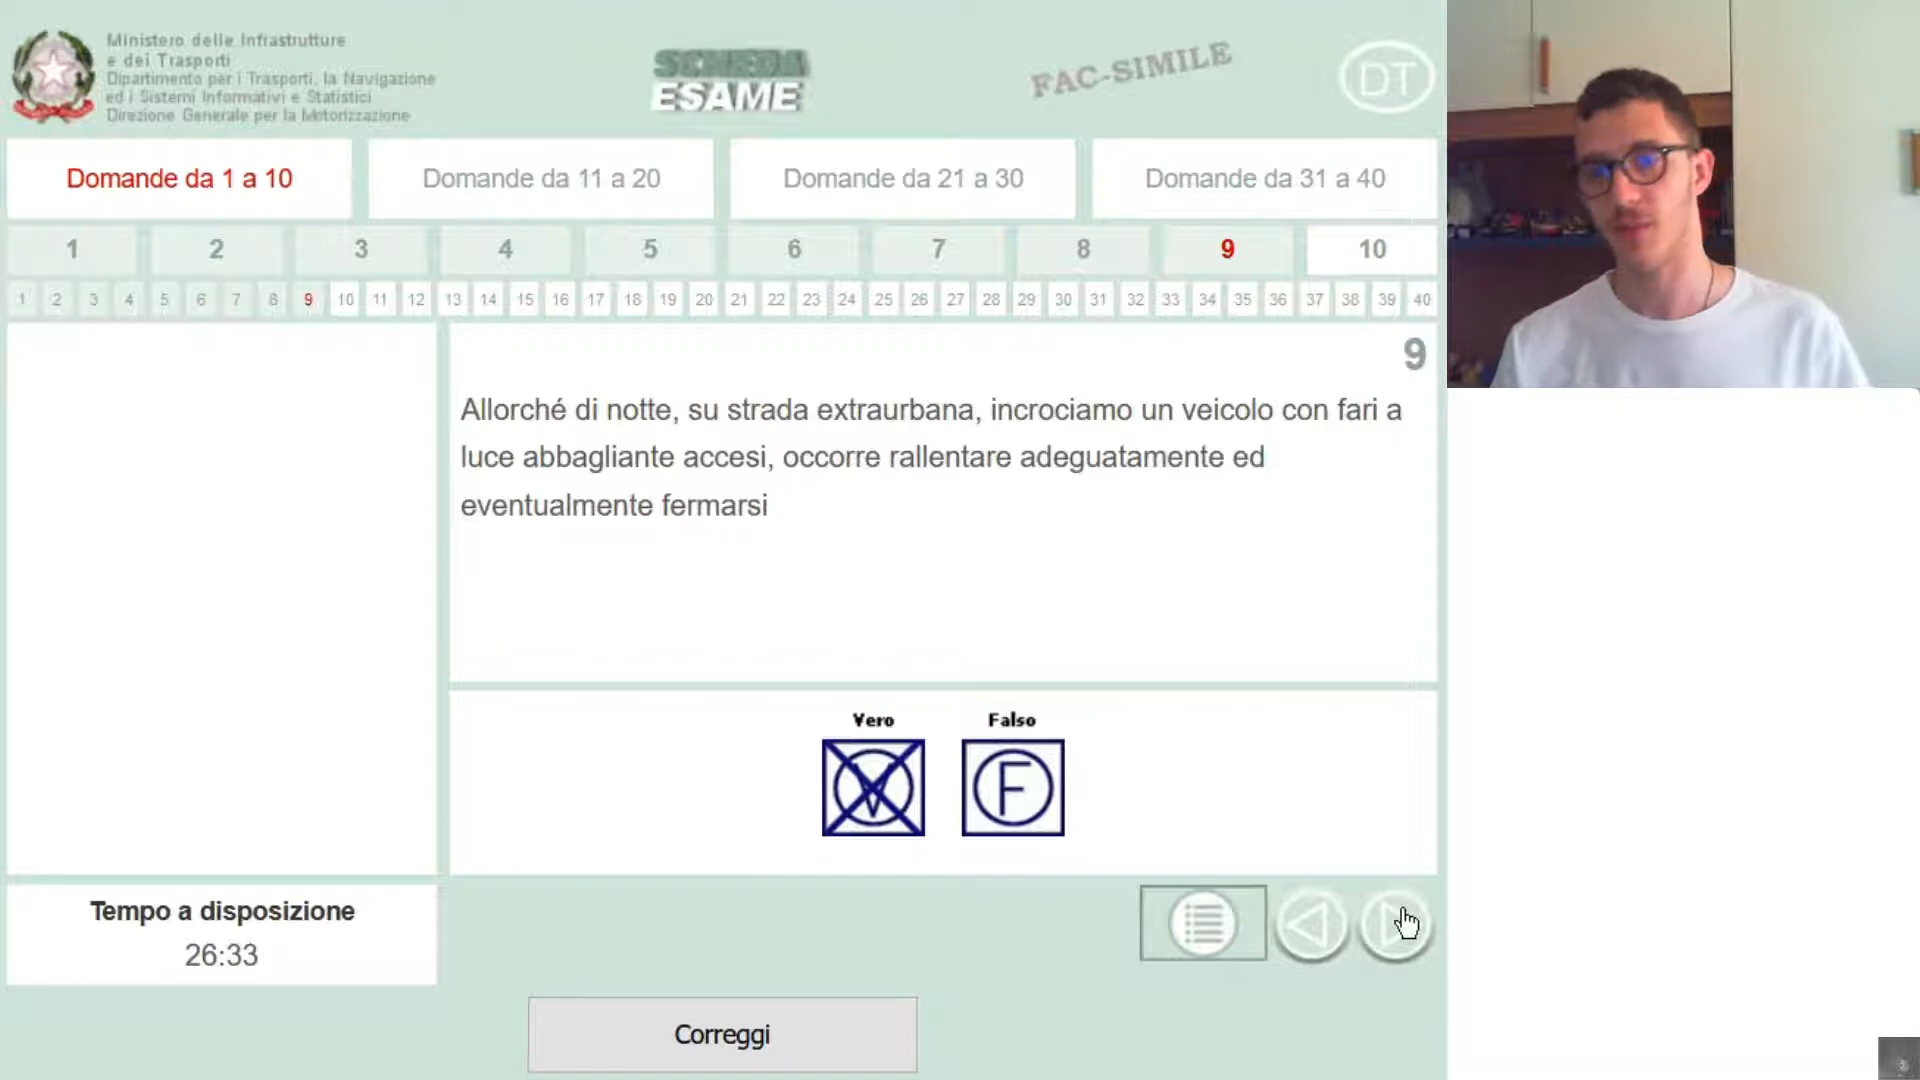 Ministero delle Infrastrutture
e dei Trasporti
Dipartimento per i Trasporti, la Navigazione
ed i Sistemi Informativi e Statistici
Direzione Generale per la Motorizzazione
SCHEDA
ESAME
FAC-SIMILE
DT
Domande da 1 a 10
Domande da 11 a 20
Domande da 21 a 30
Domande da 31 a 40
1 2 3 4 5 6 7 8 9 10
1 2 3 4 5 6 7 8 9 10 11 12 13 14 15 16 17 18 19 20 21 22 23 24 25 26 27 28 29 30 31 32 33 34 35 36 37 38 39 40
9
Allorché di notte, su strada extraurbana, incrociamo un veicolo con fari a
luce abbagliante accesi, occorre rallentare adeguatamente ed
eventualmente fermarsi
Vero Falso
V F
Tempo a disposizione
26:33
Correggi